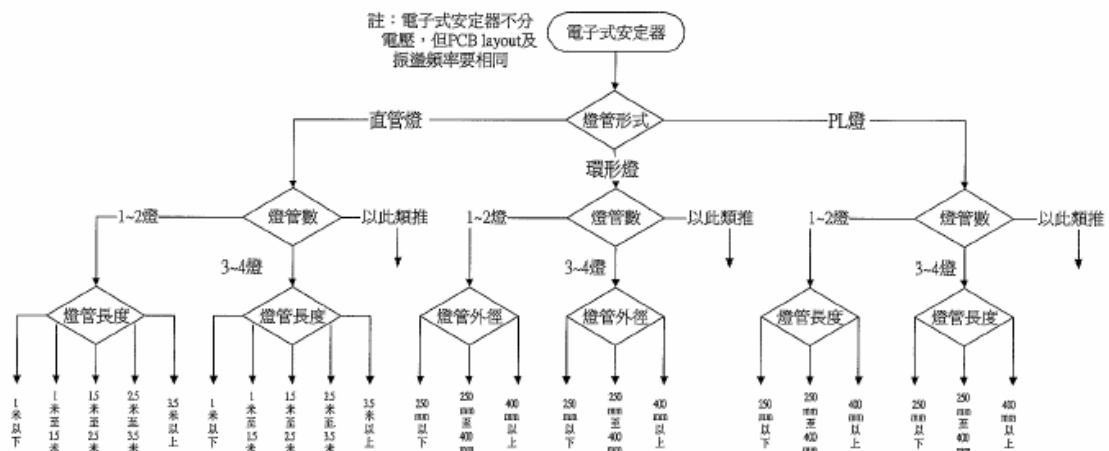 註：電子式安定器不分
電壓，但PCB layout及
振盪頻率要相同
電子式安定器
燈管形式
直管燈
環形燈
PL燈
燈管數
1~2燈
3~4燈
以此類推
燈管數
1~2燈
3~4燈
以此類推
燈管數
1~2燈
3~4燈
以此類推
燈管長度
燈管長度
燈管外徑
燈管外徑
燈管長度
燈管長度
1米以下
1米至1.5米
1.5米至2.5米
2.5米至3.5米
3.5米以上
1米以下
1米至1.5米
1.5米至2.5米
2.5米至3.5米
3.5米以上
250mm以下
250mm至400mm
400mm以上
250mm以下
250mm至400mm
400mm以上
250mm以下
250mm至400mm
400mm以上
250mm以下
250mm至400mm
400mm以上